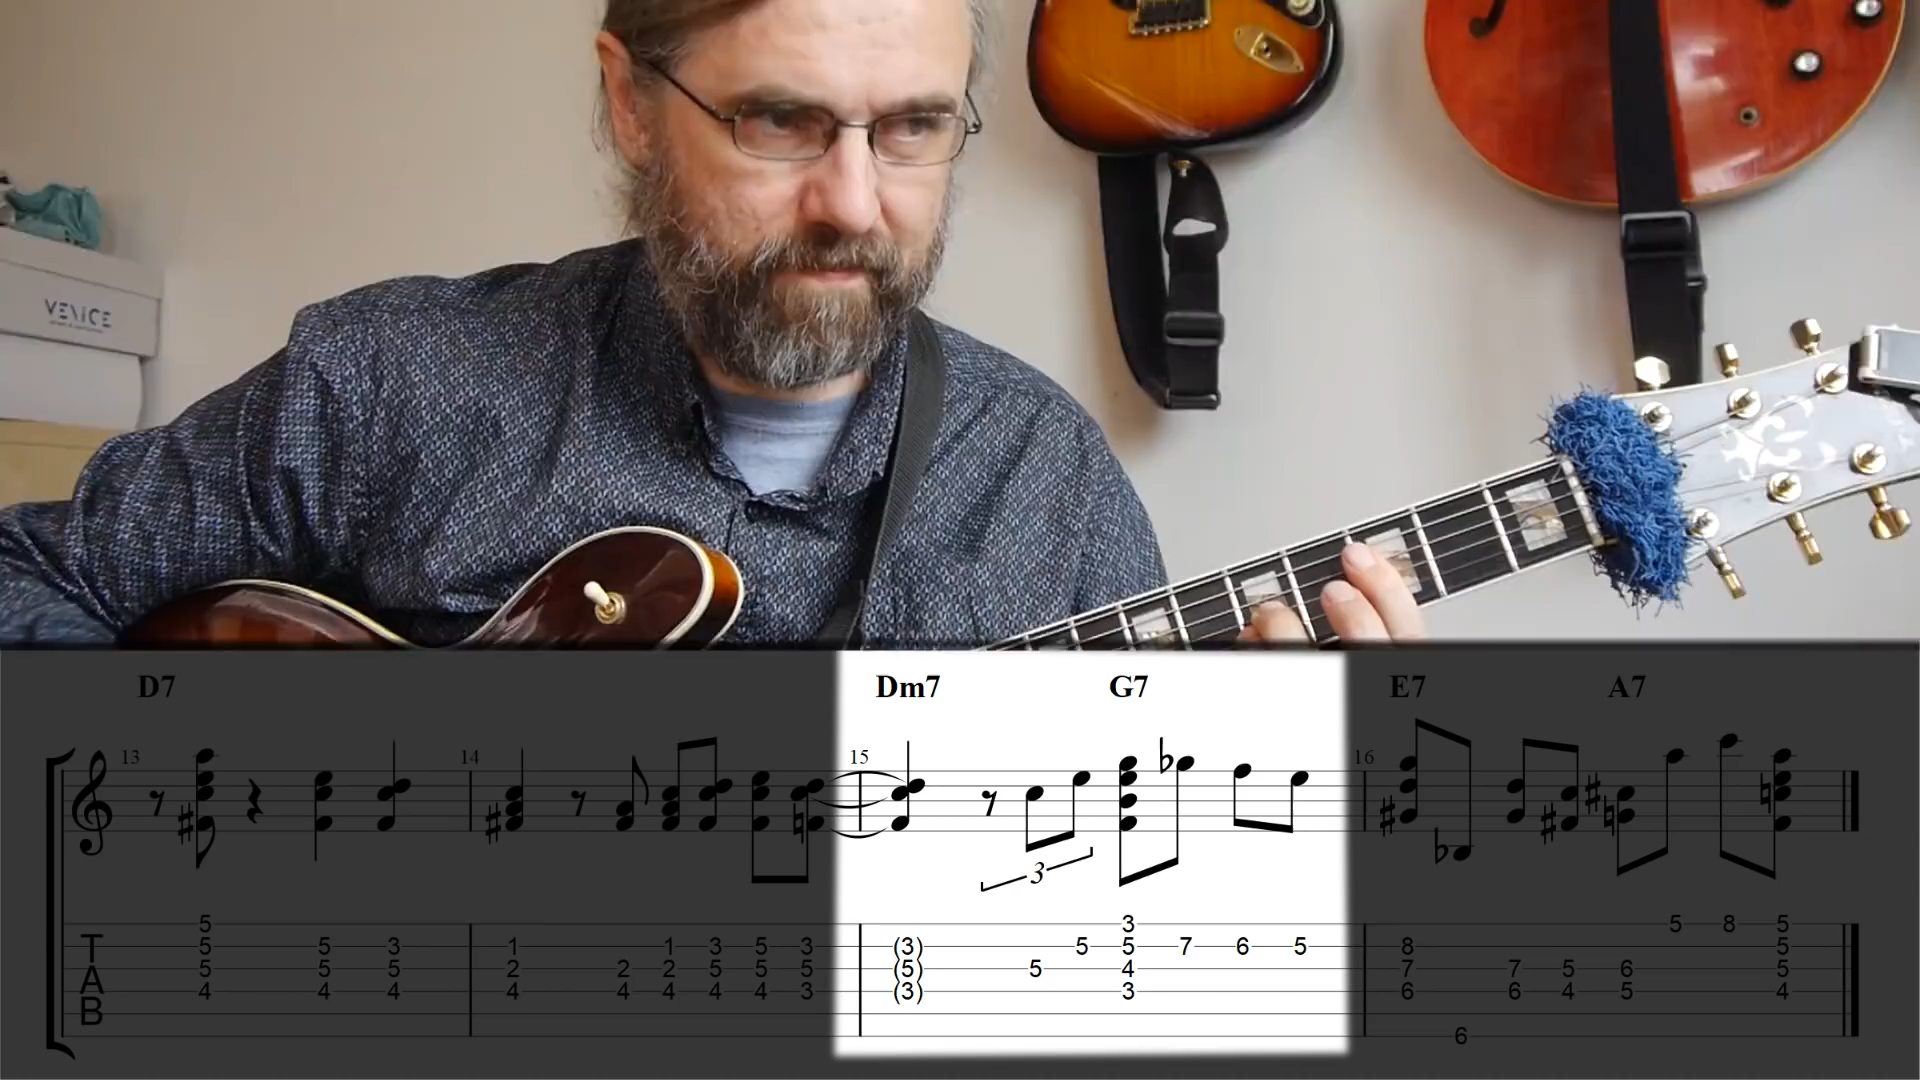 VENICE
D7 Dm7 G7 E7 A7
13 14 15 16
3
5 3 5 8 5
5 5 3 1 1 3 5 3 (3) 5 5 7 6 5 8 5
5 5 5 2 2 2 5 5 5 (5) 5 4 7 7 5 6 5
4 4 4 4 4 4 4 4 3 (3) 3 6 6 4 5 4
6
T
A
B